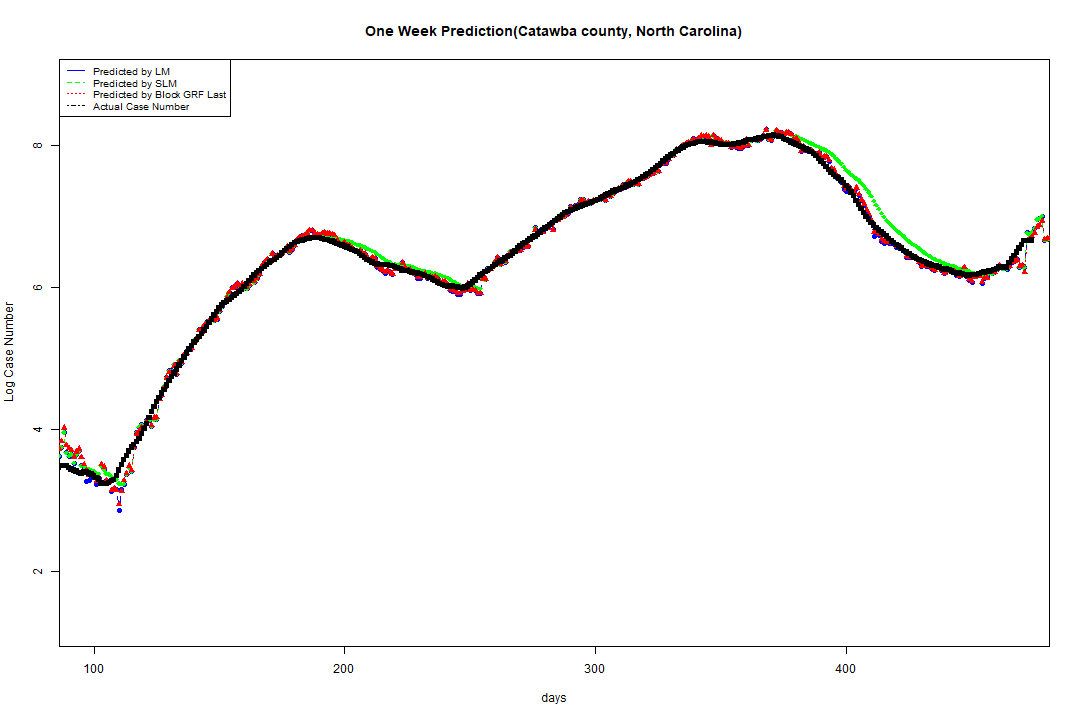 One Week Prediction(Catawba county, North Carolina)
Predicted by LM
Predicted by SLM
Predicted by Block GRF Last
Actual Case Number
8
6
4
2
Log Case Number
100 200 300 400
days